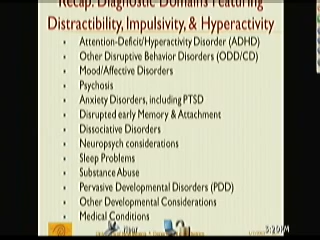 Recap: Diagnostic Domains Featuring
Distractibility, Impulsivity, & Hyperactivity
• Attention-Deficit/Hyperactivity Disorder (ADHD)
• Other Disruptive Behavior Disorders (ODD/CD)
• Mood/Affective Disorders
• Psychosis
• Anxiety Disorders, including PTSD
• Disrupted early Memory & Attachment
• Dissociative Disorders
• Neuropsych considerations
• Sleep Problems
• Substance Abuse
• Pervasive Developmental Disorders (PDD)
• Other Developmental Considerations
• Medical Conditions
5:20PM